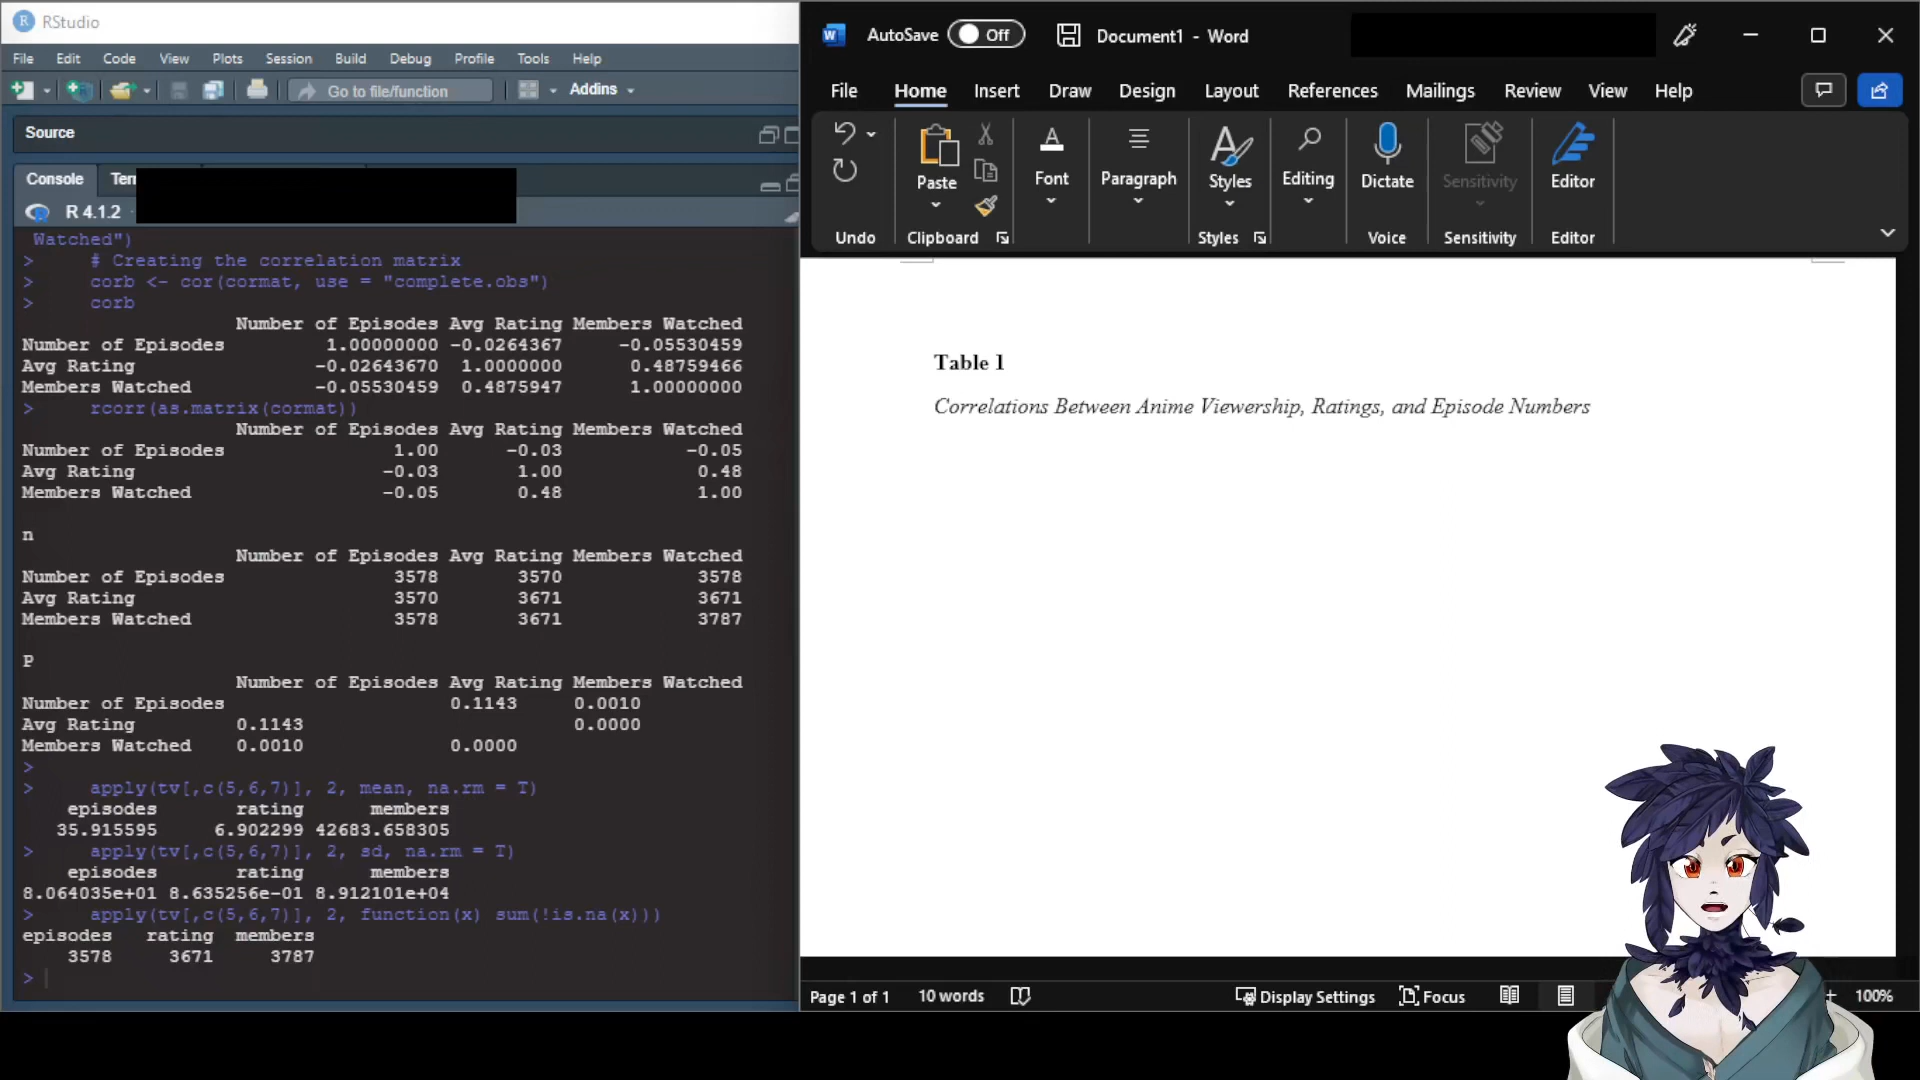 RStudio
File Edit Code View Plots Session Build Debug Profile Tools Help
Go to file/function
Addins
Source
Console
R 4.1.2
Watched")
> # Creating the correlation matrix
> corb <- cor(cormat, use = "complete.obs")
> corb
Number of Episodes Avg Rating Members Watched
Number of Episodes 1.00000000 -0.0264367 -0.05530459
Avg Rating -0.02643670 1.0000000 0.48759466
Members Watched -0.05530459 0.4875947 1.00000000
> rcorr(as.matrix(cormat))
Number of Episodes Avg Rating Members Watched
Number of Episodes 1.00 -0.03 -0.05
Avg Rating -0.03 1.00 0.48
Members Watched -0.05 0.48 1.00
n
Number of Episodes Avg Rating Members Watched
Number of Episodes 3578 3570 3578
Avg Rating 3570 3671 3671
Members Watched 3578 3671 3787
P
Number of Episodes Avg Rating Members Watched
Number of Episodes 0.1143 0.0010
Avg Rating 0.1143 0.0000
Members Watched 0.0010 0.0000
>
> apply(tv[,c(5,6,7)], 2, mean, na.rm = T)
episodes rating members
35.915595 6.902299 42683.658305
> apply(tv[,c(5,6,7)], 2, sd, na.rm = T)
episodes rating members
8.064035e+01 8.635256e-01 8.912101e+04
> apply(tv[,c(5,6,7)], 2, function(x) sum(!is.na(x)))
episodes rating members
3578 3671 3787
>
AutoSave Off Document1 - Word
File Home Insert Draw Design Layout References Mailings Review View Help
Paste Font Paragraph Styles Editing Dictate Sensitivity Editor
Undo Clipboard Styles Voice Sensitivity Editor
Table 1
Correlations Between Anime Viewership, Ratings, and Episode Numbers
Page 1 of 1 10 words Display Settings Focus 100%